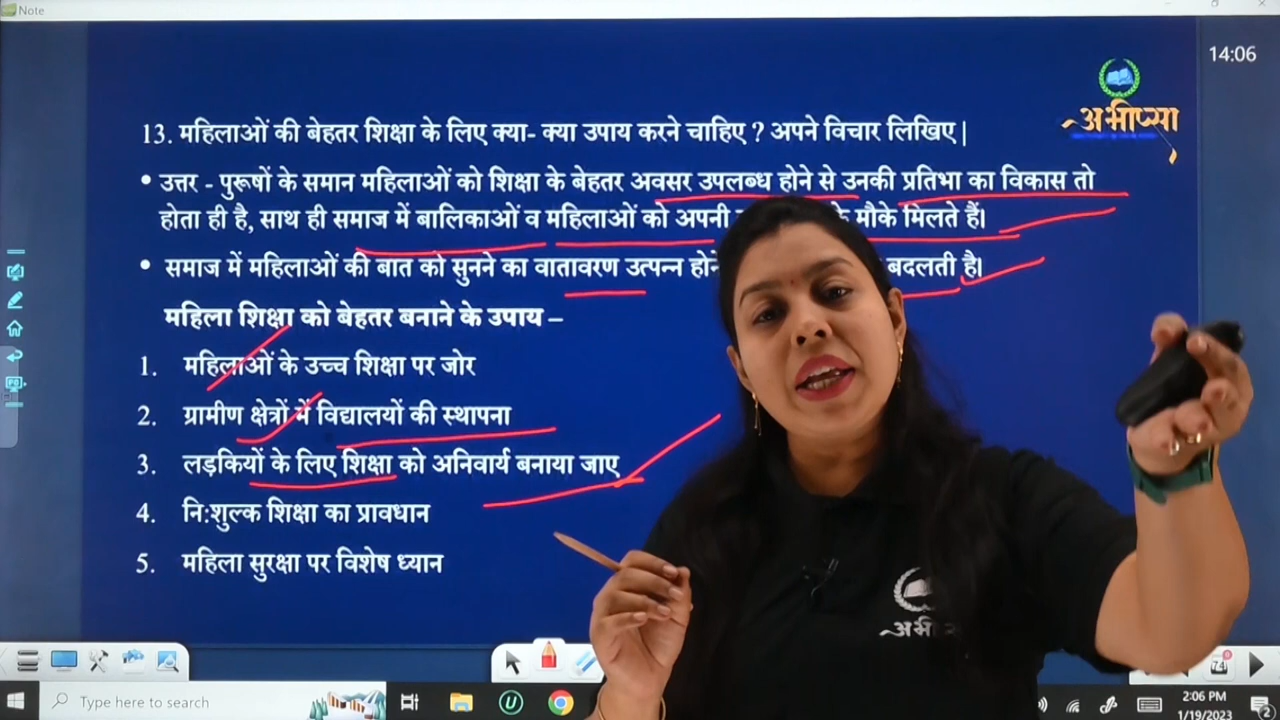 Note
14:06
अभीप्सा
13. महिलाओं की बेहतर शिक्षा के लिए क्या- क्या उपाय करने चाहिए ? अपने विचार लिखिए |
• उत्तर - पुरूषों के समान महिलाओं को शिक्षा के बेहतर अवसर उपलब्ध होने से उनकी प्रतिभा का विकास तो
होता ही है, साथ ही समाज में बालिकाओं व महिलाओं को अपनी के मौके मिलते हैं।
• समाज में महिलाओं की बात को सुनने का वातावरण उत्पन्न होने बदलती है।
महिला शिक्षा को बेहतर बनाने के उपाय –
1. महिलाओं के उच्च शिक्षा पर जोर
2. ग्रामीण क्षेत्रों में विद्यालयों की स्थापना
3. लड़कियों के लिए शिक्षा को अनिवार्य बनाया जाए
4. नि:शुल्क शिक्षा का प्रावधान
5. महिला सुरक्षा पर विशेष ध्यान
74
Type here to search
2:06 PM
1/19/2023
2